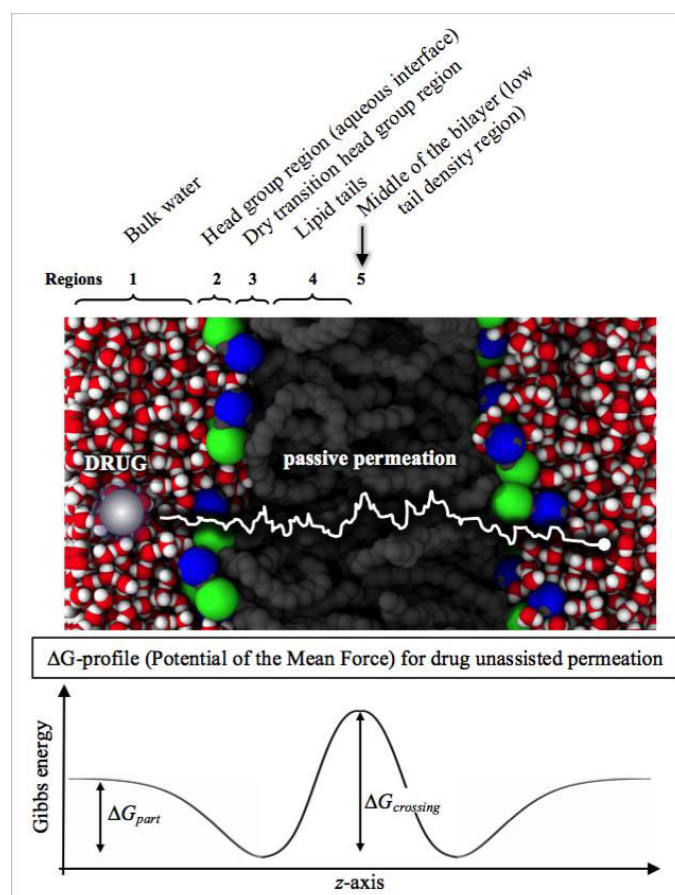 Bulk water
Head group region (aqueous interface)
Dry transition head group region
Lipid tails
Middle of the bilayer (low
tail density region)
Regions 1 2 3 4 5
DRUG
passive permeation
ΔG-profile (Potential of the Mean Force) for drug unassisted permeation
Gibbs energy
ΔGpart
ΔGcrossing
z-axis